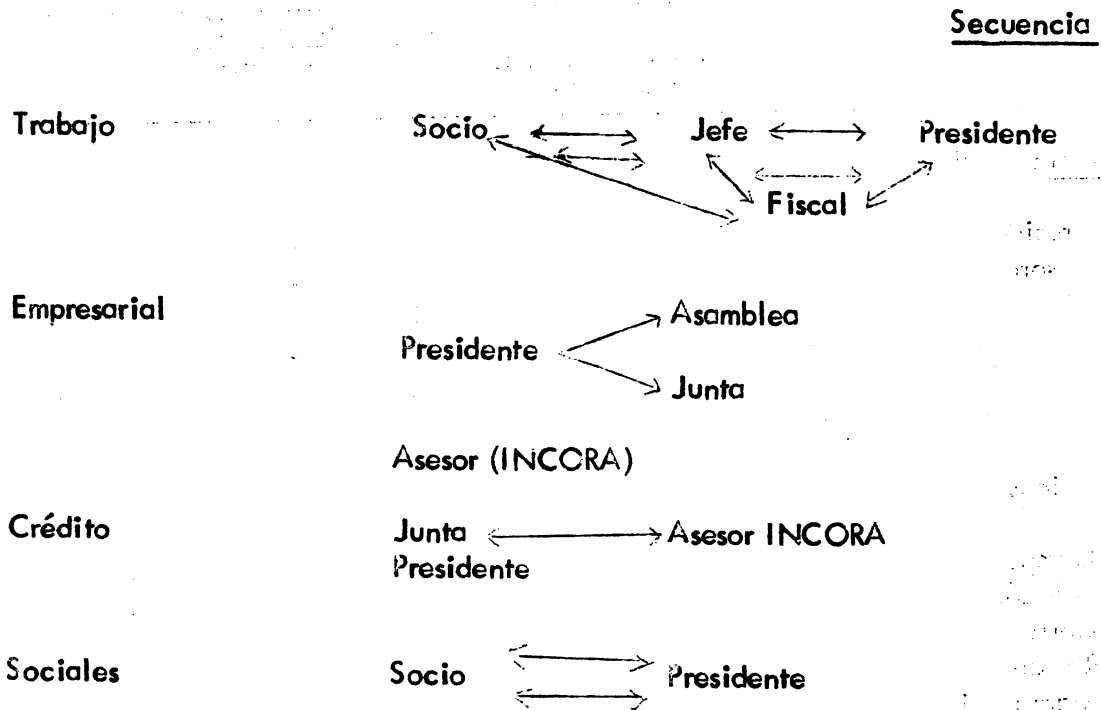 Secuencia
Trabajo Socio Jefe Presidente
Fiscal
Empresarial
Asamblea
Presidente
Junta
Asesor (INCORA)
Crédito Junta Asesor INCORA
Presidente
Sociales Socio Presidente